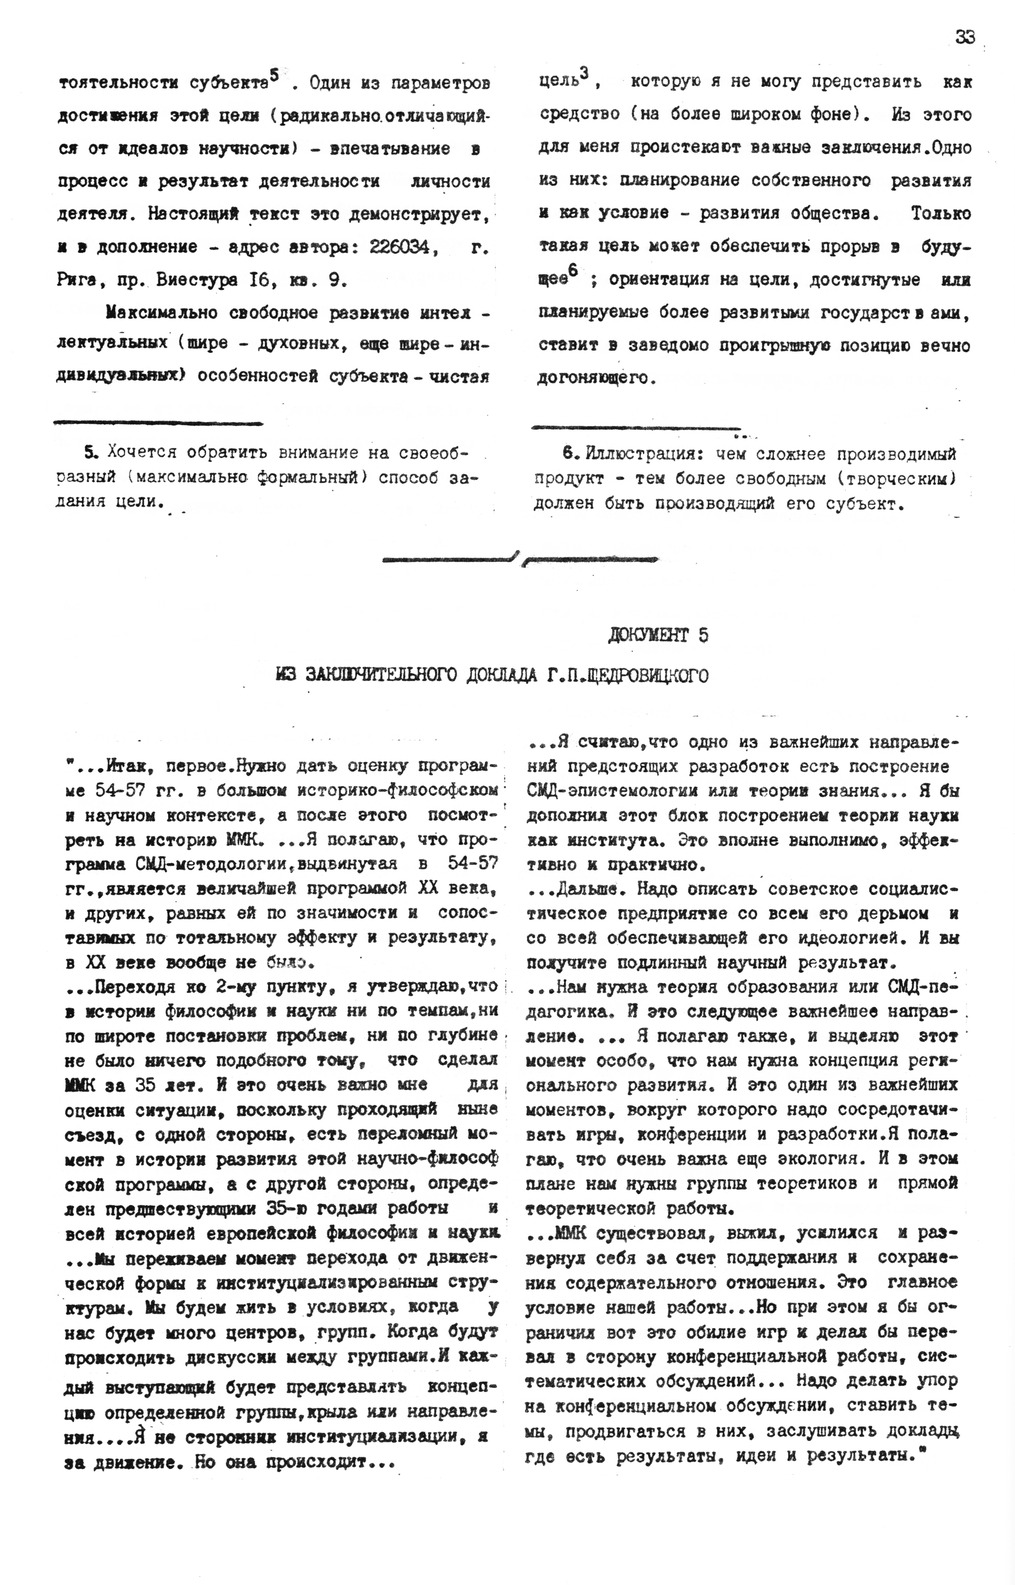 33
тоятельности субъекта5 . Один из параметров
достижения этой цели (радикально.отличающий-
ся от идеалов научности) - впечатывание в
процесс и результат деятельности личности
деятеля. Настоящий текст это демонстрирует,
и в дополнение - адрес автора: 226034, г.
Рига, пр. Виестура 16, кв. 9.
Максимально свободное развитие интел -
лектуальных (шире - духовных, еще шире - ин-
дивидуальных) особенностей субъекта - чистая
5. Хочется обратить внимание на своеоб-
разный (максимально формальный) способ за-
дания цели.
цель3 , которую я не могу представить как
средство (на более широком фоне). Из этого
для меня проистекают важные заключения.Одно
из них: планирование собственного развития
и как условие - развития общества. Только
такая цель может обеспечить прорыв в буду-
щее6 ; ориентация на цели, достигнутые или
планируемые более развитыми государствами,
ставит в заведомо проигрышную позицию вечно
догоняющего.
6. Иллюстрация: чем сложнее производимый
продукт - тем более свободным (творческим)
должен быть производящий его субъект.
ДОКУМЕНТ 5
ИЗ ЗАКЛЮЧИТЕЛЬНОГО ДОКЛАДА Г.П.ЩЕДРОВИЦКОГО
"...Итак, первое.Нужно дать оценку програм-
ме 54-57 гг. в большом историко-философском
и научном контексте, а после этого посмот-
реть на историю ММК. ...Я полагаю, что про-
грамма СМД-методологии,выдвинутая в 54-57
гг.,является величайшей программой XX века,
и других, равных ей по значимости и сопос-
тавимых по тотальному эффекту и результату,
в XX веке вообще не было.
...Переходя ко 2-му пункту, я утверждаю,что
в истории философии и науки ни по темпам,ни
по широте постановки проблем, ни по глубине
не было ничего подобного тому, что сделал
ММК за 35 лет. И это очень важно мне для
оценки ситуации, поскольку проходящий ныне
съезд, с одной стороны, есть переломный мо-
мент в истории развития этой научно-философ
ской программы, а с другой стороны, опреде-
лен предшествующими 35-ю годами работы и
всей историей европейской философии и науки.
...Мы переживаем момент перехода от движен-
ческой формы к институциализированным стру-
ктурам. Мы будем жить в условиях, когда у
нас будет много центров, групп. Когда будут
происходить дискуссии между группами.И каж-
дый выступающий будет представлять концеп-
цию определенной группы,крыла или направле-
ния....Я не сторонник институциализации, я
за движение. Но она происходит...
...Я считаю,что одно из важнейших направле-
ний предстоящих разработок есть построение
СМД-эпистемологии или теории знания... Я бы
дополнил этот блок построением теории науки
как института. Это вполне выполнимо, эффек-
тивно и практично.
...Дальше. Надо описать советское социалис-
тическое предприятие со всем его дерьмом и
со всей обеспечивающей его идеологией. И вы
получите подлинный научный результат.
...Нам нужна теория образования или СМД-пе-
дагогика. И это следующее важнейшее направ-
ление. ... Я полагаю также, и выделяю этот
момент особо, что нам нужна концепция реги-
онального развития. И это один из важнейших
моментов, вокруг которого надо сосредотачи-
вать игры, конференции и разработки.Я пола-
гаю, что очень важна еще экология. И в этом
плане нам нужны группы теоретиков и прямой
теоретической работы.
...ММК существовал, выжил, усилился и раз-
вернул себя за счет поддержания и сохране-
ния содержательного отношения. Это главное
условие нашей работы...Но при этом я бы ог-
раничил вот это обилие игр и делал бы пере-
вал в сторону конференциальной работы, сис-
тематических обсуждений... Надо делать упор
на конференциальном обсуждении, ставить те-
мы, продвигаться в них, заслушивать доклады,
где есть результаты, идеи и результаты."